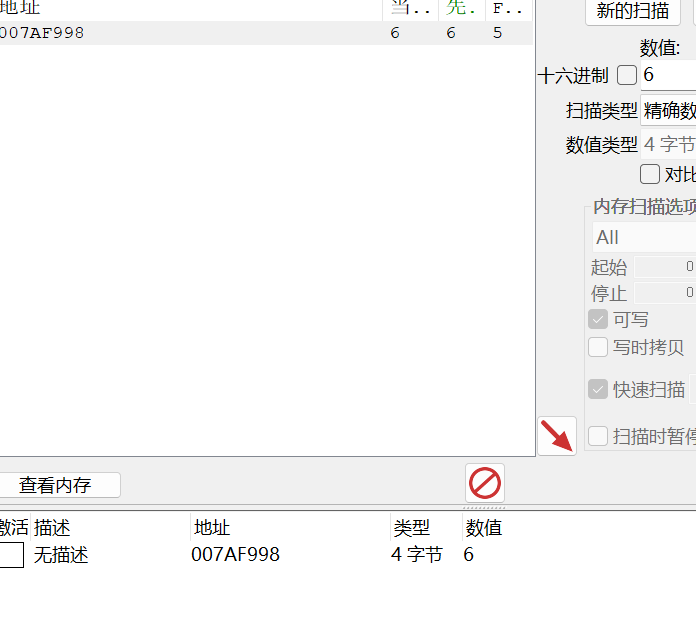 地址 当.. 先. F..
007AF998 6 6 5
新的扫描
数值:
十六进制 6
扫描类型 精确数
数值类型 4 字节
对比
内存扫描选项
All
起始 0
停止 0
可写
写时拷贝
快速扫描
扫描时暂停
查看内存
激活 描述 地址 类型 数值
无描述 007AF998 4 字节 6